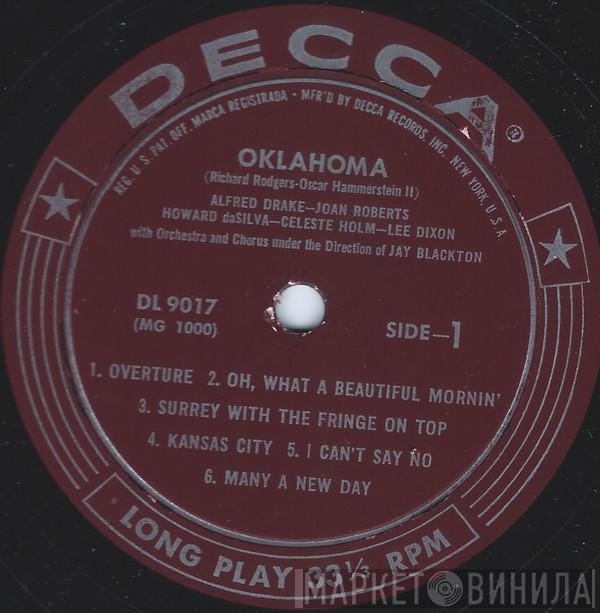 DECCA
REG. U.S. PAT. OFF. MARCA REGISTRADA • MFR'D BY DECCA RECORDS, INC. NEW YORK, U.S.A.
OKLAHOMA
(Richard Rodgers-Oscar Hammerstein II)
ALFRED DRAKE—JOAN ROBERTS
HOWARD daSILVA—CELESTE HOLM—LEE DIXON
with Orchestra and Chorus under the Direction of JAY BLACKTON
DL 9017
(MG 1000)
SIDE—1
1. OVERTURE 2. OH, WHAT A BEAUTIFUL MORNIN'
3. SURREY WITH THE FRINGE ON TOP
4. KANSAS CITY 5. I CAN'T SAY NO
6. MANY A NEW DAY
LONG PLAY 33⅓ RPM
МАРКЕТ ВИНИЛА